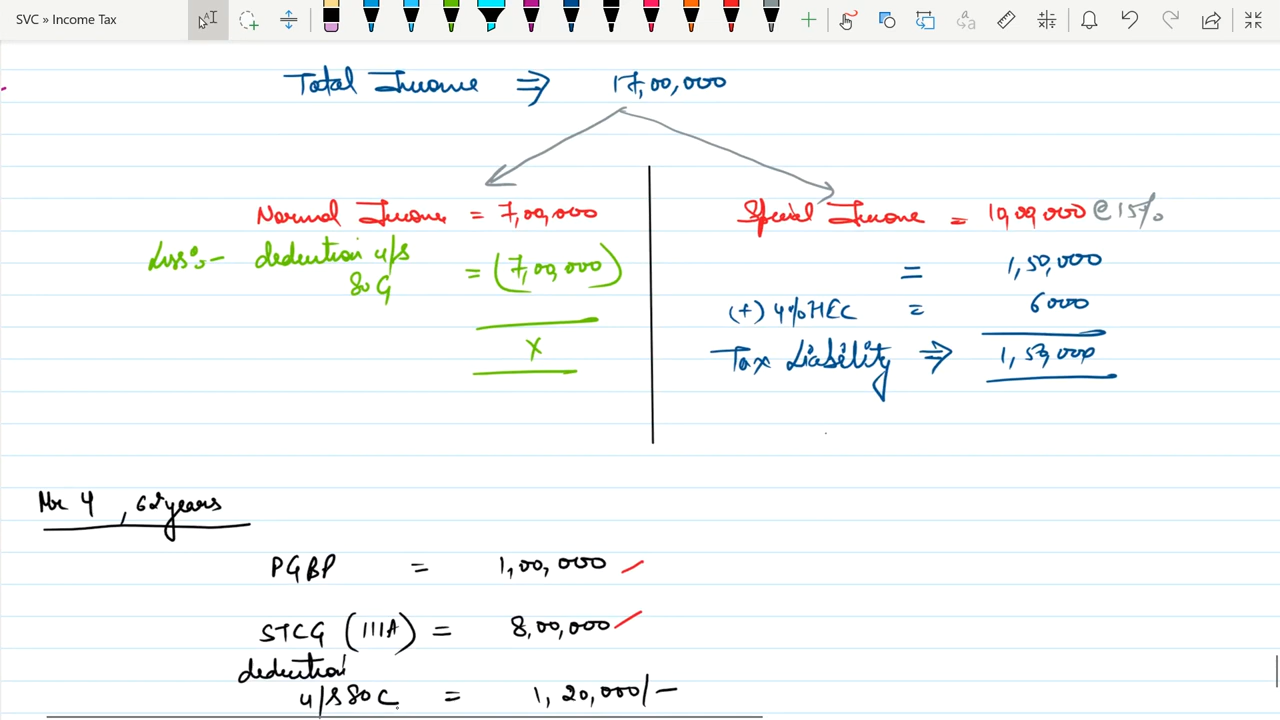 SVC » Income Tax
Total Income ⇒ 17,00,000
Normal Income = 7,00,000
Special Income = 10,00,000 @ 15%
Less:- deduction u/s
80G = (7,00,000)
= 1,50,000
(+) 4% HEC = 6000
X
Tax Liability ⇒ 1,56,000
Mr Y, 62 years
PGBP = 1,00,000
STCG (111A) = 8,00,000
deduction
u/s 80C = 1,20,000/-